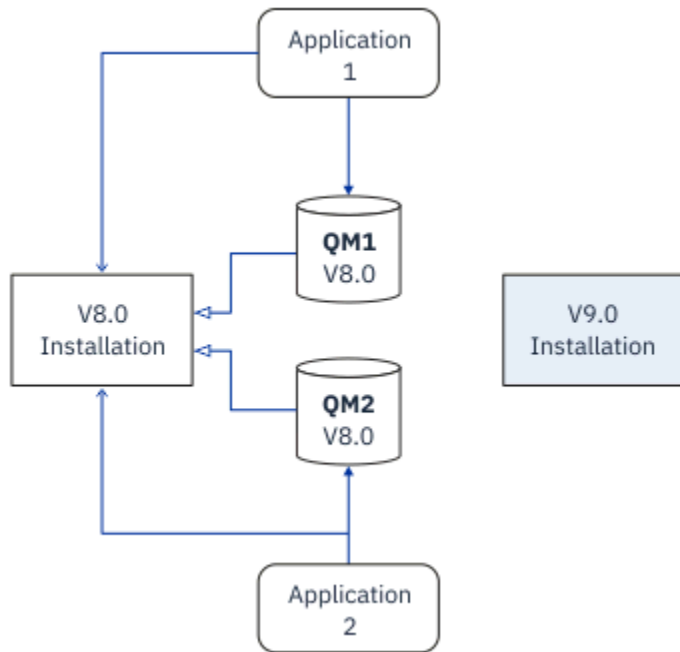 Application
1
QM1
V8.0
V8.0
Installation
V9.0
Installation
QM2
V8.0
Application
2